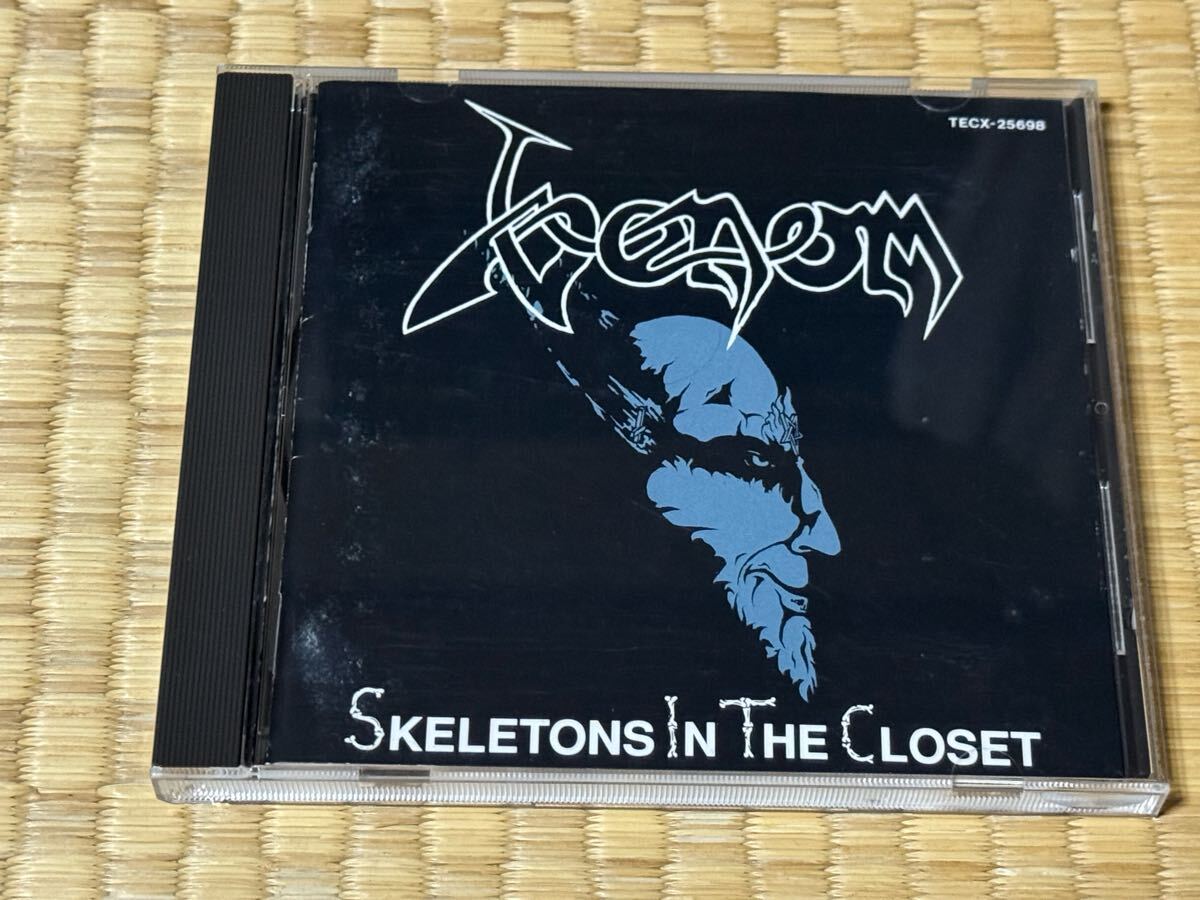 TECX-25698
Venom
SKELETONS IN THE CLOSET